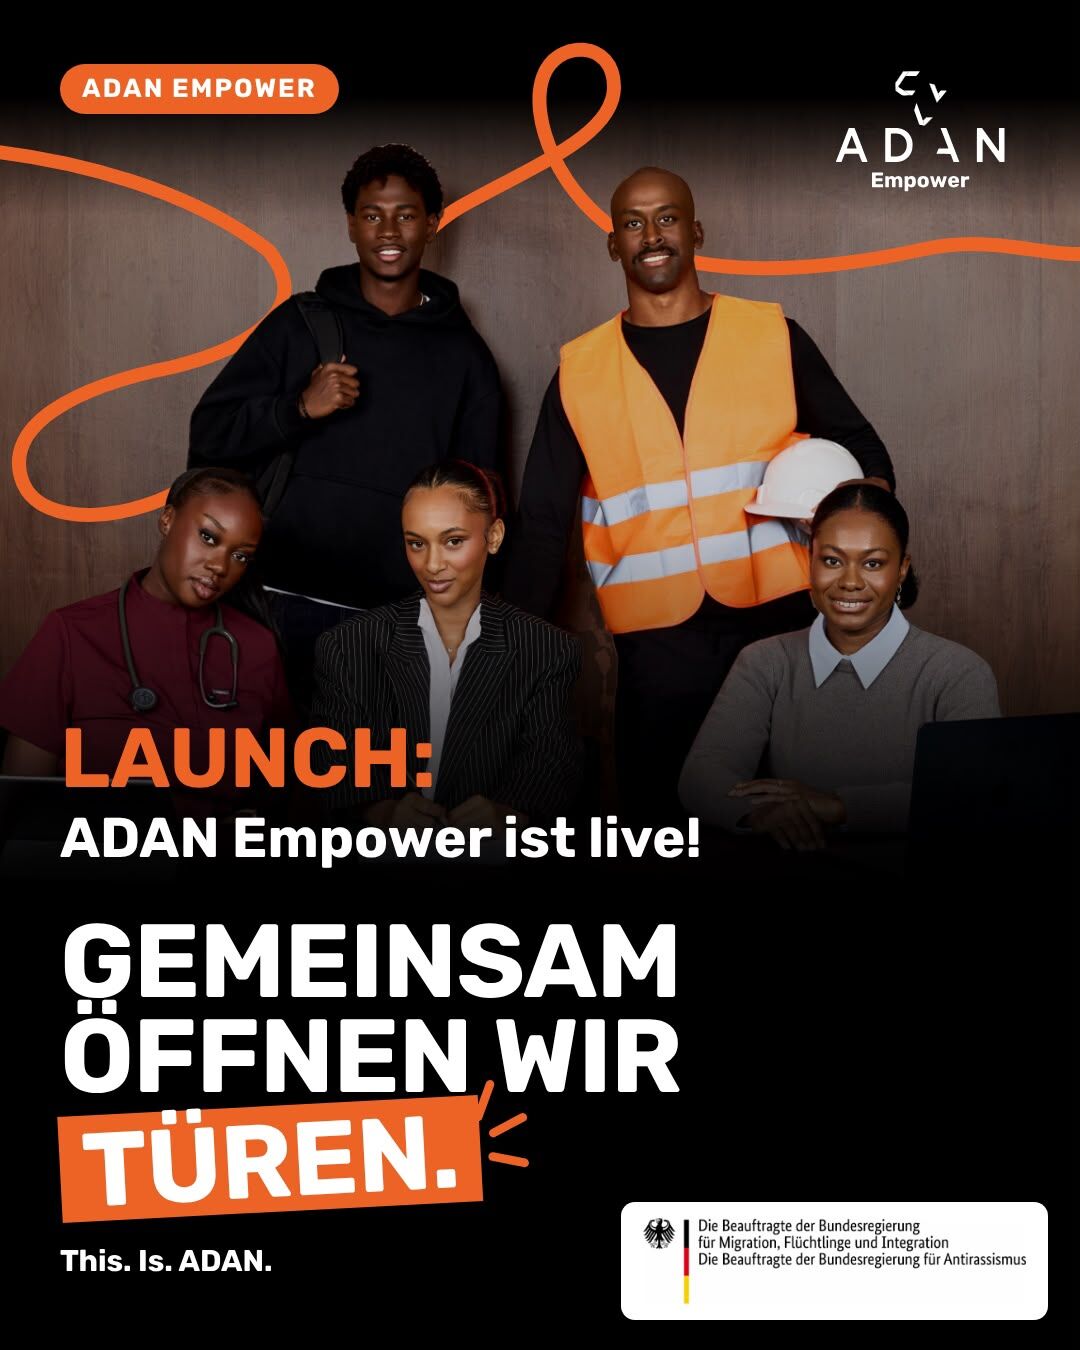 ADAN EMPOWER
ADAN
Empower
LAUNCH:
ADAN Empower ist live!
GEMEINSAM
ÖFFNEN WIR
TÜREN.
This. Is. ADAN.
Die Beauftragte der Bundesregierung
für Migration, Flüchtlinge und Integration
Die Beauftragte der Bundesregierung für Antirassismus